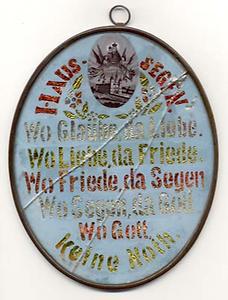 HAUS SEGEN.
Wo Glaube, da Liebe.
Wo Liebe, da Friede.
Wo Friede da Segen
Wo Segen, da Gott.
Wo Gott,
Keine Noth.